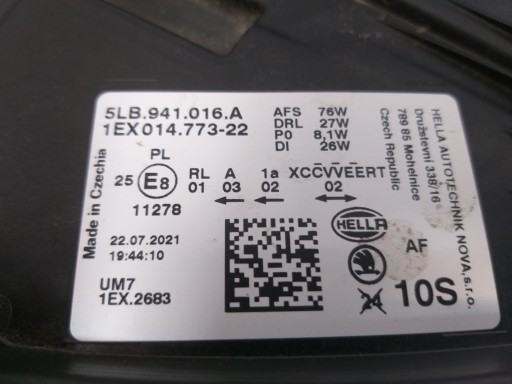 5LB.941.016.A
1EX 014.773-22
AFS 76W
DRL 27W
P0 8,1W
DI 26W
HELLA AUTOTECHNIK NOVA, s.r.o.
Družstevní 338/16
789 85 Mohelnice
Czech Republic
Made in Czechia
PL
25 E8
11278
RL A 1a XCCVVEERT
01 03 02 02
22.07.2021
19:44:10
UM7
1EX.2683
HELLA
AF
10S